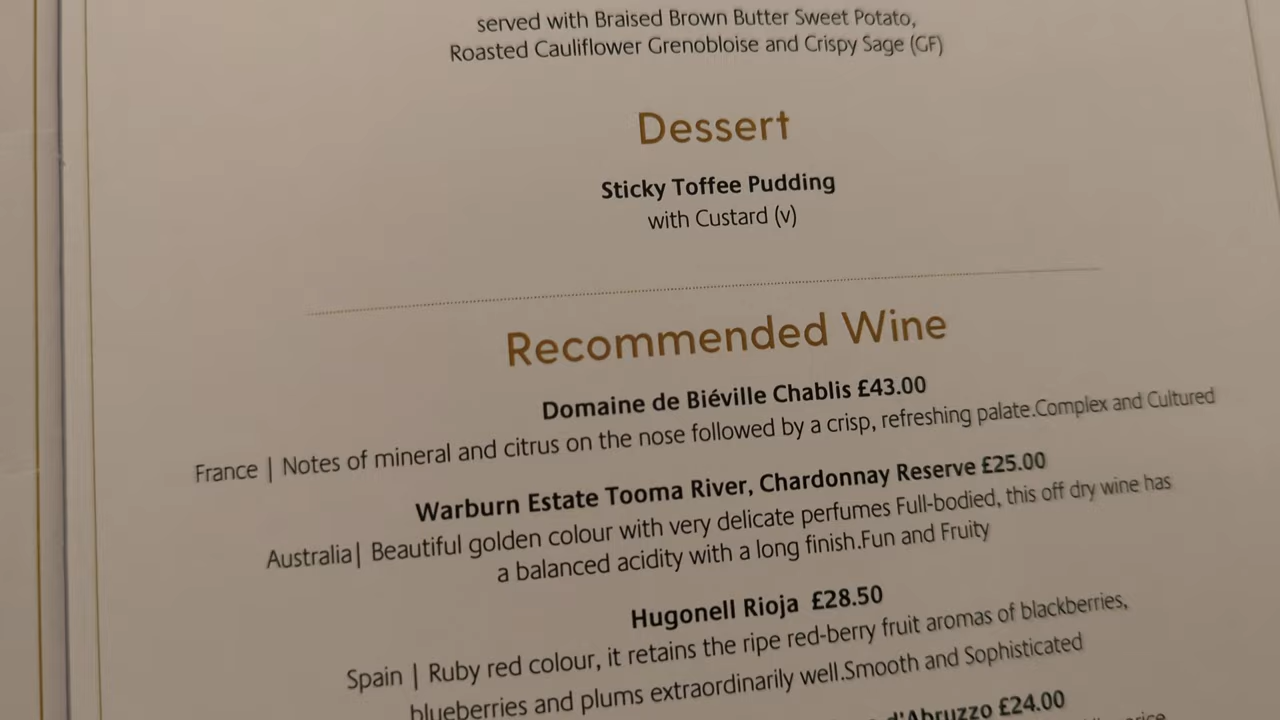 served with Braised Brown Butter Sweet Potato,
Roasted Cauliflower Grenobloise and Crispy Sage (GF)
Dessert
Sticky Toffee Pudding
with Custard (v)
Recommended Wine
Domaine de Biéville Chablis £43.00
France | Notes of mineral and citrus on the nose followed by a crisp, refreshing palate.Complex and Cultured
Warburn Estate Tooma River, Chardonnay Reserve £25.00
Australia| Beautiful golden colour with very delicate perfumes Full-bodied, this off dry wine has
a balanced acidity with a long finish.Fun and Fruity
Hugonell Rioja £28.50
Spain | Ruby red colour, it retains the ripe red-berry fruit aromas of blackberries,
blueberries and plums extraordinarily well.Smooth and Sophisticated
d'Abruzzo £24.00